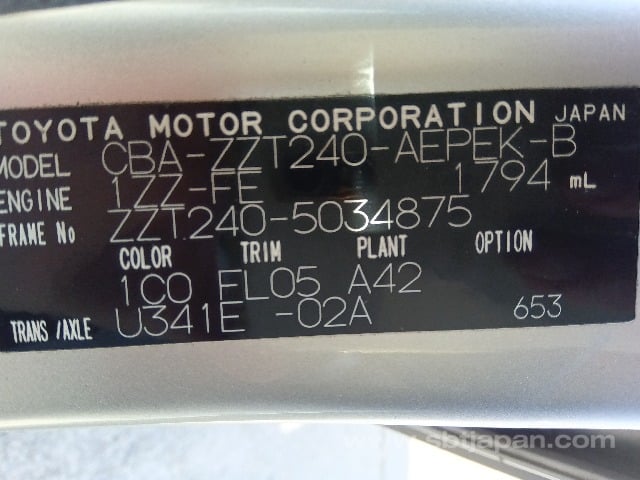 TOYOTA MOTOR CORPORATION JAPAN
MODEL CBA-ZZT240-AEPEK-B
ENGINE 1ZZ-FE 1794 mL
FRAME No ZZT240-5034875
COLOR TRIM PLANT OPTION
1C0 FL05 A42
TRANS/AXLE U341E -02A 653
www.sbtjapan.com